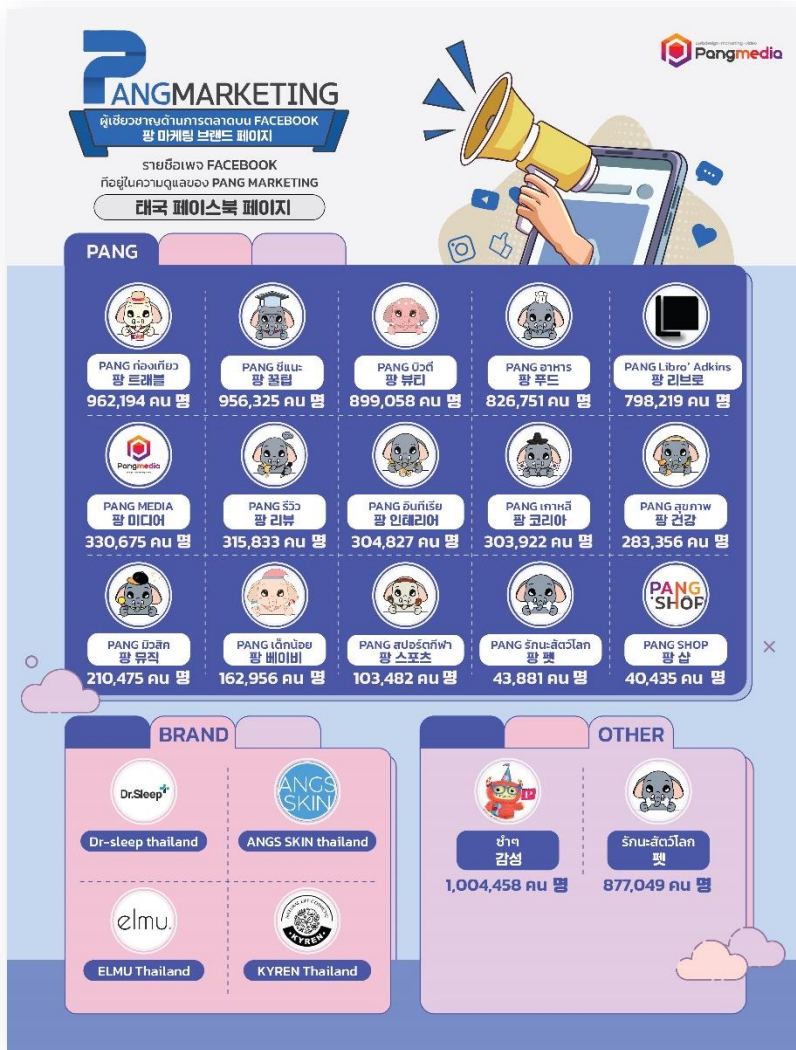 PANGMARKETING
webdesign-marketing-video
Pangmedia
ผู้เชี่ยวชาญด้านการตลาดบน FACEBOOK
팡 마케팅 브랜드 페이지
รายชื่อเพจ FACEBOOK
ที่อยู่ในความดูแลของ PANG MARKETING
태국 페이스북 페이지
PANG
PANG ท่องเที่ยว
팡 트래블
962,194 คน 명
PANG ชี้แนะ
팡 꿀팁
956,325 คน 명
PANG บิวตี้
팡 뷰티
899,058 คน 명
PANG อาหาร
팡 푸드
826,751 คน 명
PANG Libro' Adkins
팡 리브로
798,219 คน 명
Pangmedia
PANG MEDIA
팡 미디어
330,675 คน 명
PANG รีวิว
팡 리뷰
315,833 คน 명
PANG อินทีเรีย
팡 인테리어
304,827 คน 명
PANG เกาหลี
팡 코리아
303,922 คน 명
PANG สุขภาพ
팡 건강
283,356 คน 명
PANG มิวสิค
팡 뮤직
210,475 คน 명
PANG เด็กน้อย
팡 베이비
162,956 คน 명
PANG สปอร์ตกีฬา
팡 스포츠
103,482 คน 명
PANG รักนะสัตว์โลก
팡 펫
43,881 คน 명
PANG SHOP
PANG SHOP
팡 샵
40,435 คน 명
BRAND
Dr.Sleep
Dr-sleep thailand
ANGS SKIN
ANGS SKIN thailand
elmu.
ELMU Thailand
NATURAL LIFE COSMETIC
KYREN
KYREN Thailand
OTHER
ขำๆ
감성
1,004,458 คน 명
รักนะสัตว์โลก
펫
877,049 คน 명